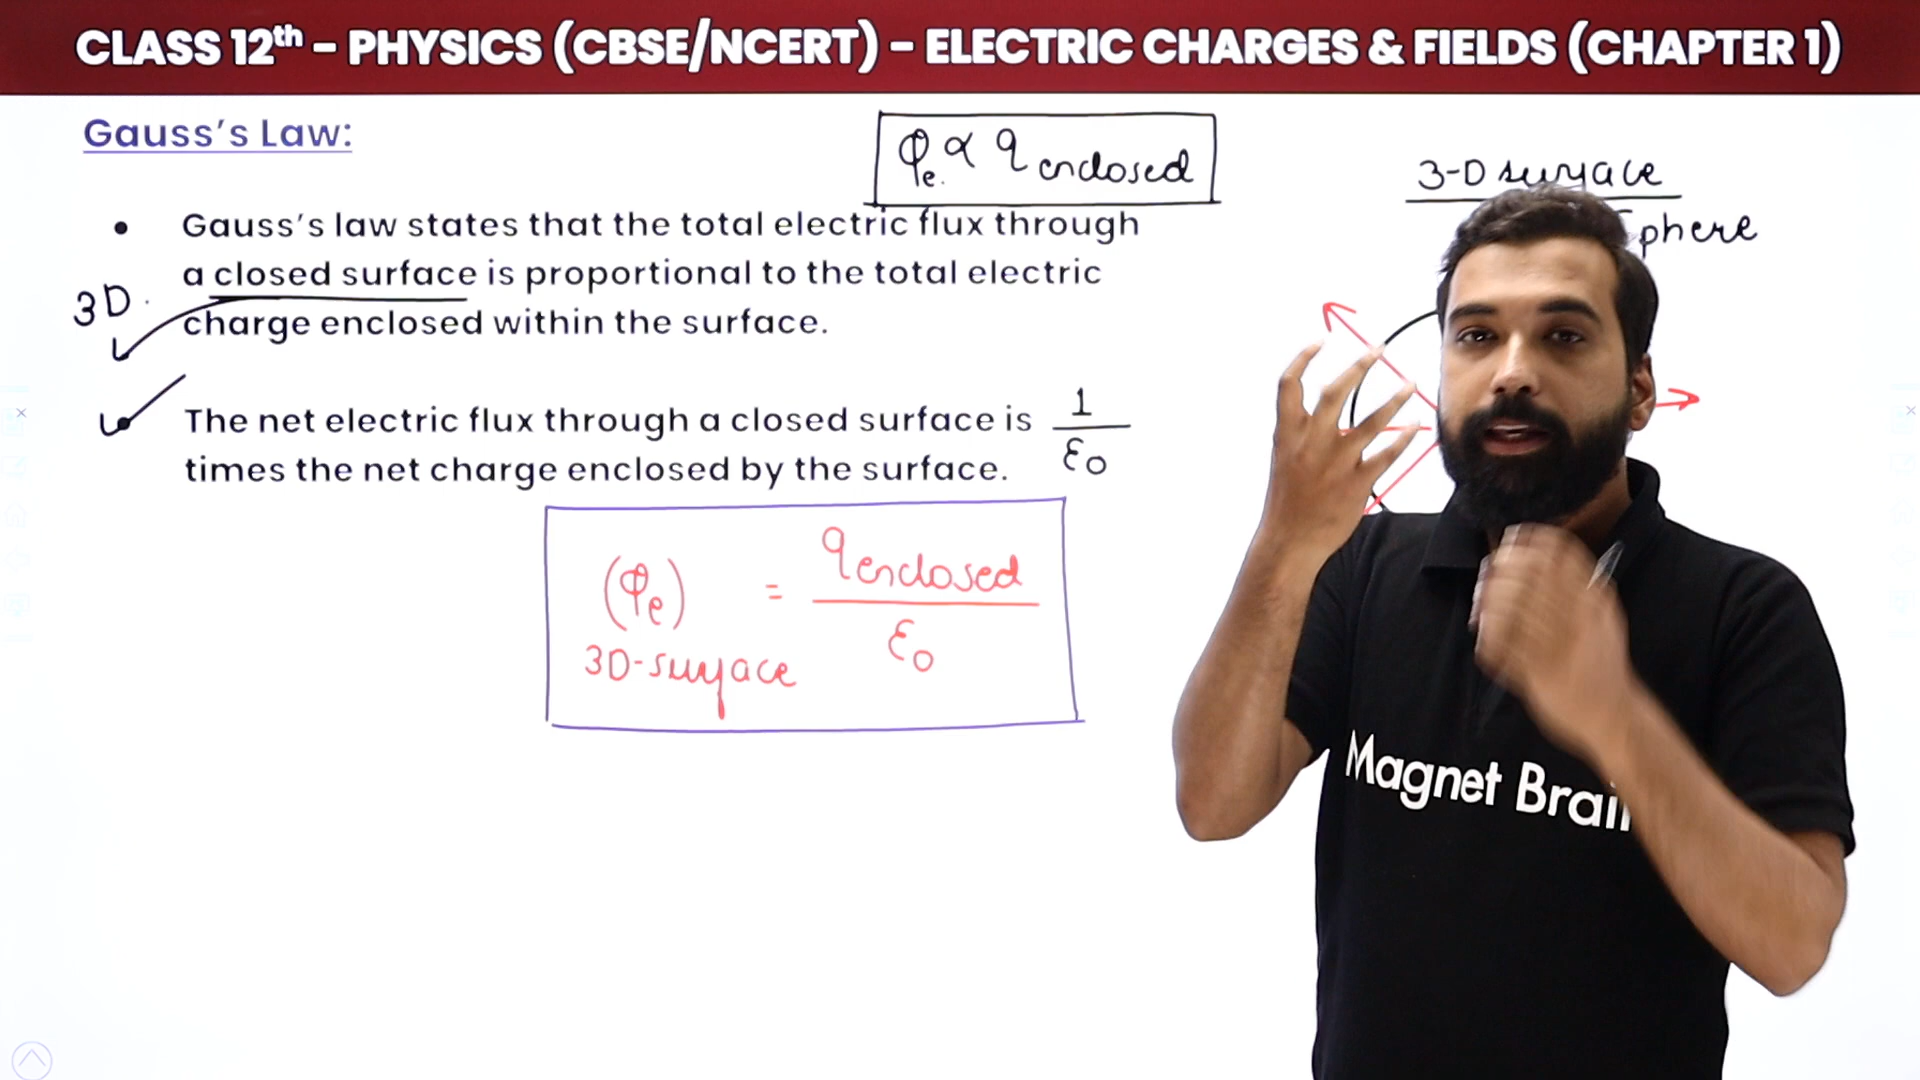 CLASS 12th – PHYSICS (CBSE/NCERT) – ELECTRIC CHARGES & FIELDS (CHAPTER 1)
Gauss's Law:
φe ∝ q enclosed
3-D surface
Sphere
• Gauss's law states that the total electric flux through
a closed surface is proportional to the total electric
3D
charge enclosed within the surface.
The net electric flux through a closed surface is 1/ε0
times the net charge enclosed by the surface.
(φe) 3D-surface = q enclosed / ε0
Magnet Brai